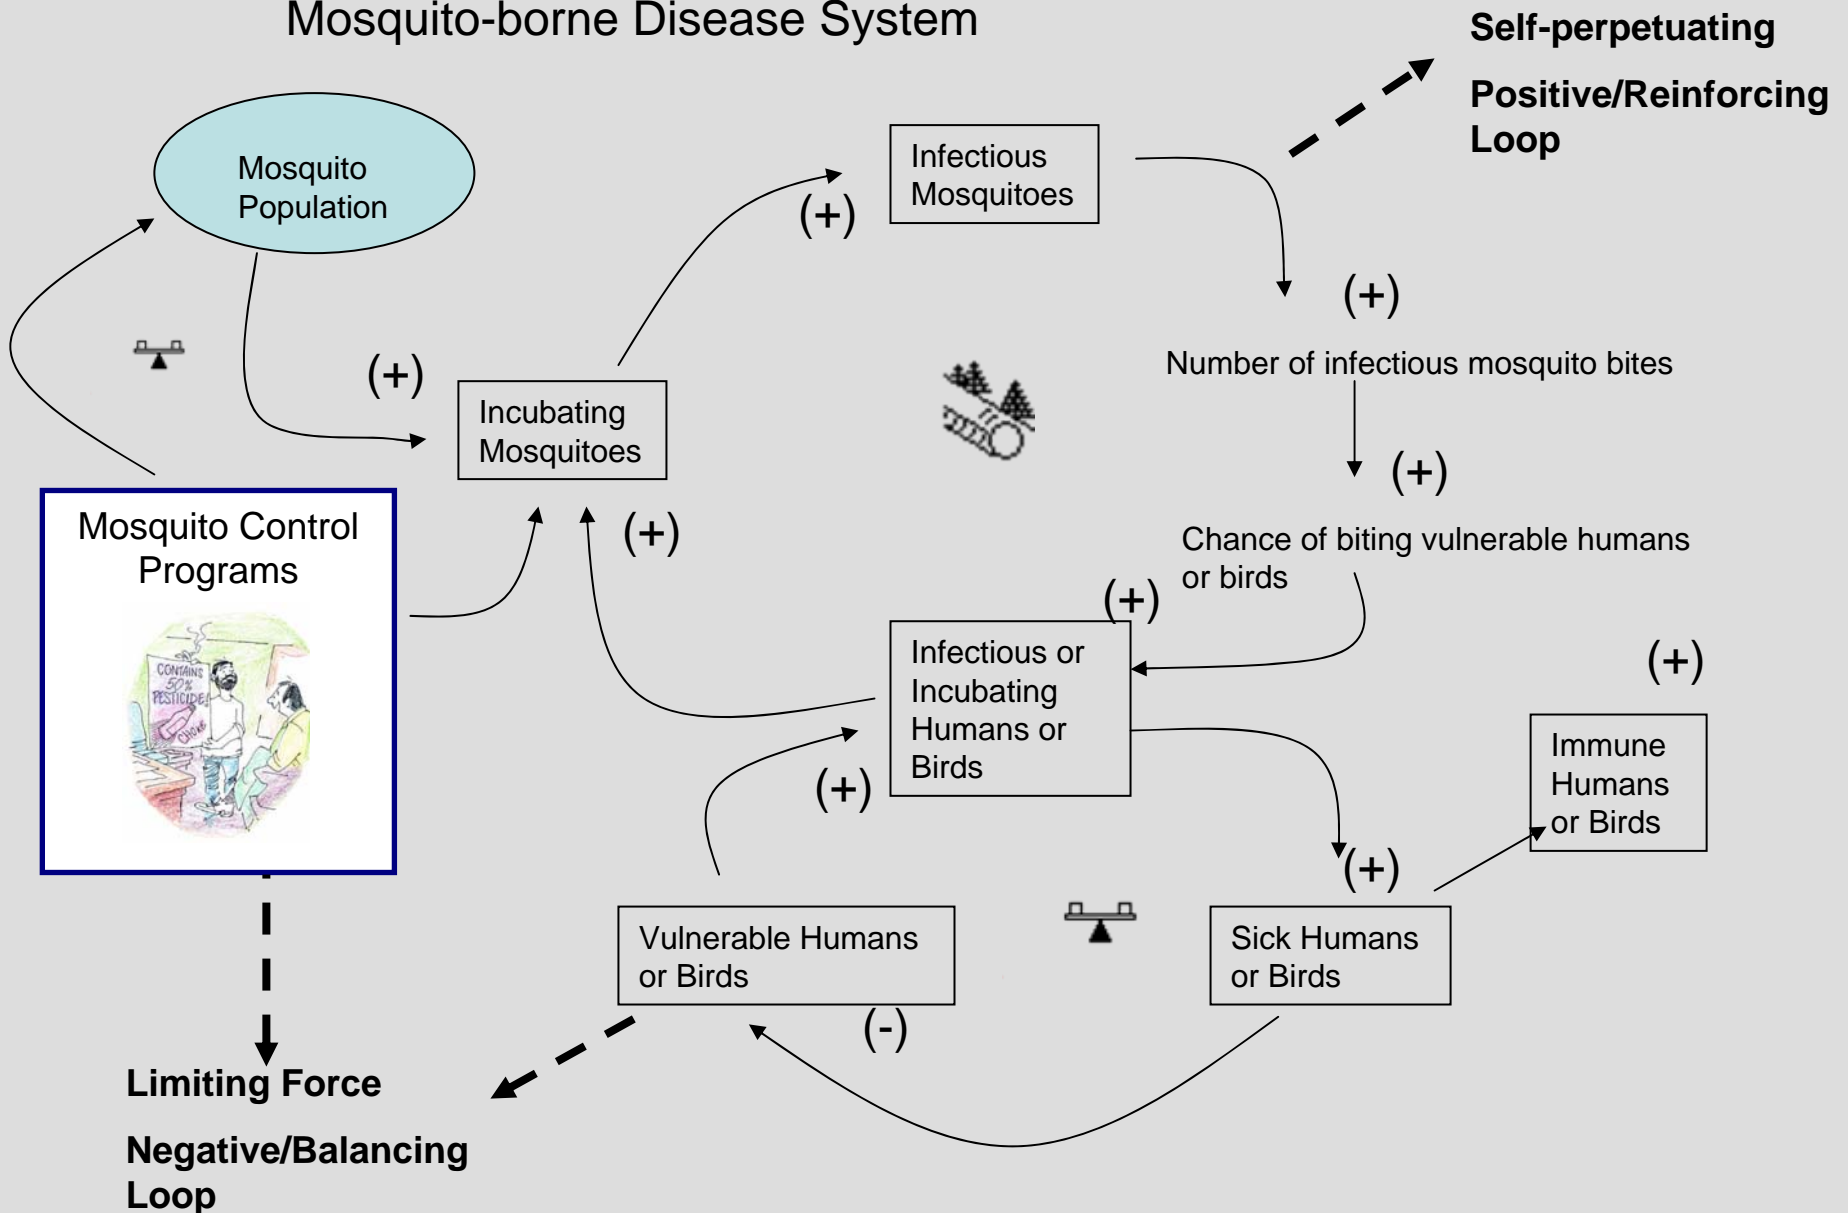 Mosquito-borne Disease System
Self-perpetuating
Positive/Reinforcing
Loop
Mosquito
Population
Infectious
Mosquitoes
(+)
(+)
Number of infectious mosquito bites
(+)
Incubating
Mosquitoes
(+)
(+)
Chance of biting vulnerable humans
or birds
(+)
Mosquito Control
Programs
CONTAINS
50%
PESTICIDE!
CHOKE
Infectious or
Incubating
Humans or
Birds
(+)
(+)
Immune
Humans
or Birds
(+)
Vulnerable Humans
or Birds
(-)
Sick Humans
or Birds
Limiting Force
Negative/Balancing
Loop